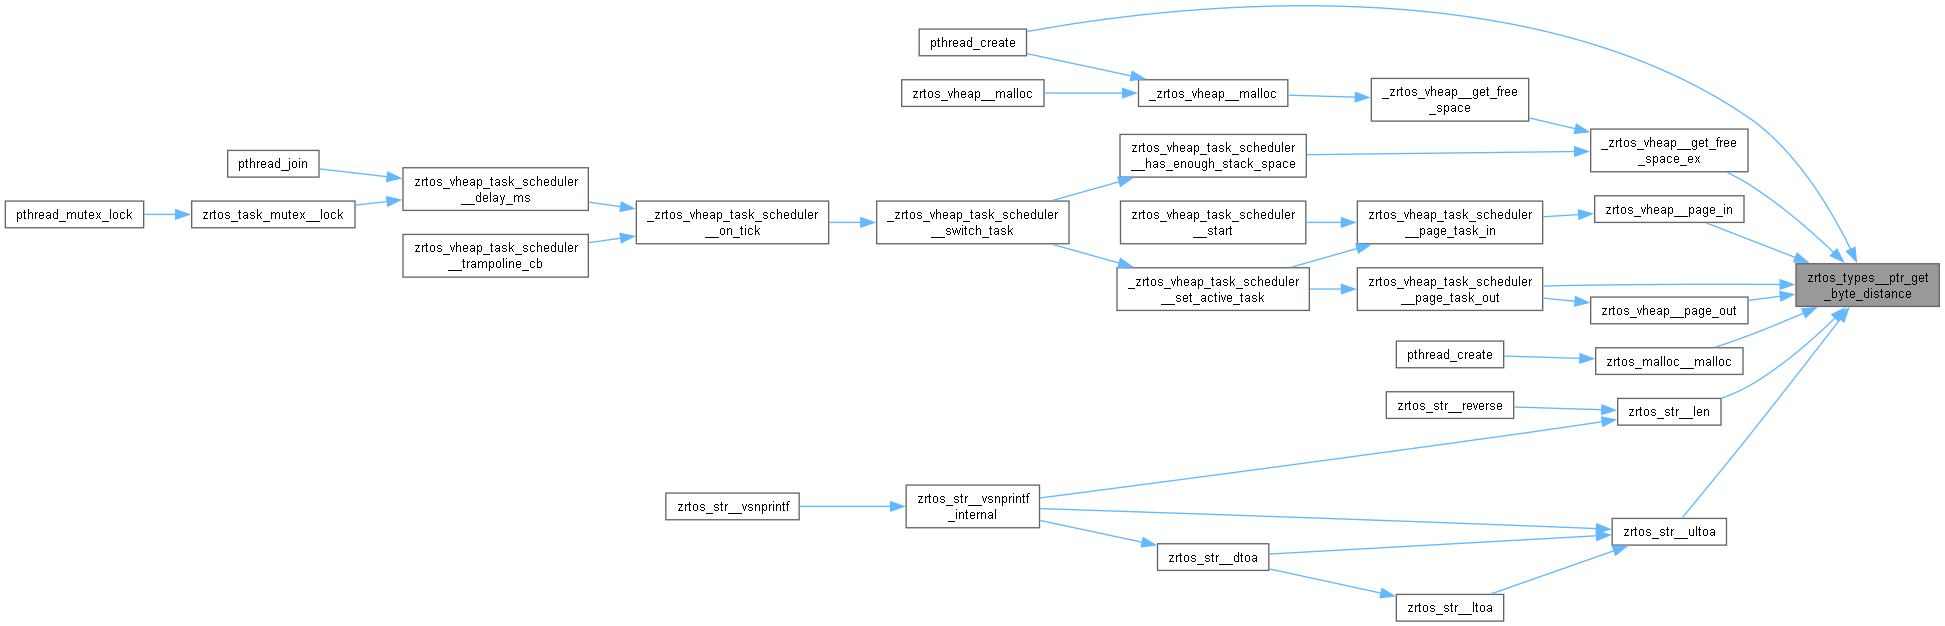 pthread_create
zrtos_vheap__malloc
_zrtos_vheap__malloc
_zrtos_vheap__get_free
_space
_zrtos_vheap__get_free
_space_ex
zrtos_vheap_task_scheduler
__has_enough_stack_space
pthread_join
zrtos_vheap_task_scheduler
__delay_ms
pthread_mutex_lock
zrtos_task_mutex__lock
zrtos_vheap_task_scheduler
__trampoline_cb
_zrtos_vheap_task_scheduler
__on_tick
_zrtos_vheap_task_scheduler
__switch_task
zrtos_vheap_task_scheduler
__start
zrtos_vheap_task_scheduler
__page_task_in
zrtos_vheap__page_in
_zrtos_vheap_task_scheduler
__set_active_task
zrtos_vheap_task_scheduler
__page_task_out
zrtos_vheap__page_out
zrtos_types__ptr_get
_byte_distance
pthread_create
zrtos_malloc__malloc
zrtos_str__reverse
zrtos_str__len
zrtos_str__vsnprintf
zrtos_str__vsnprintf
_internal
zrtos_str__ultoa
zrtos_str__dtoa
zrtos_str__ltoa